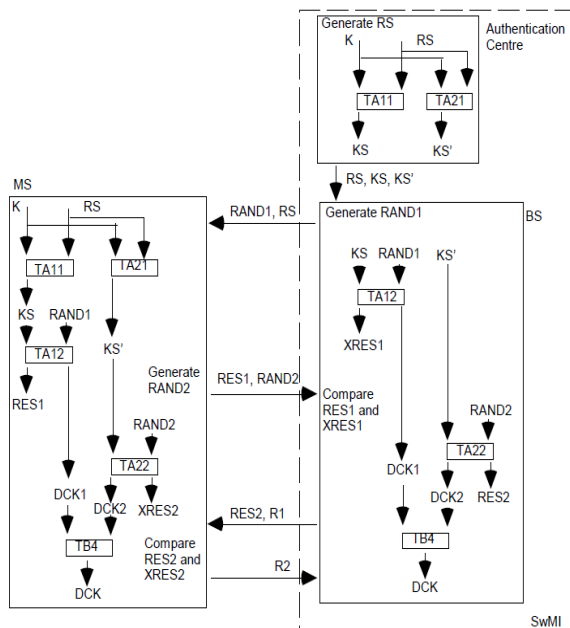 Generate RS
Authentication
Centre
K
RS
TA11
TA21
KS
KS'
RS, KS, KS'
MS
K
RS
TA11
TA21
KS
RAND1
KS'
TA12
RES1
Generate
RAND2
RAND2
TA22
DCK1
DCK2
XRES2
TB4
Compare
RES2 and
XRES2
DCK
RAND1, RS
RES1, RAND2
RES2, R1
R2
Generate RAND1
BS
KS
RAND1
KS'
TA12
XRES1
Compare
RES1 and
XRES1
RAND2
TA22
DCK1
DCK2
RES2
TB4
DCK
SwMI